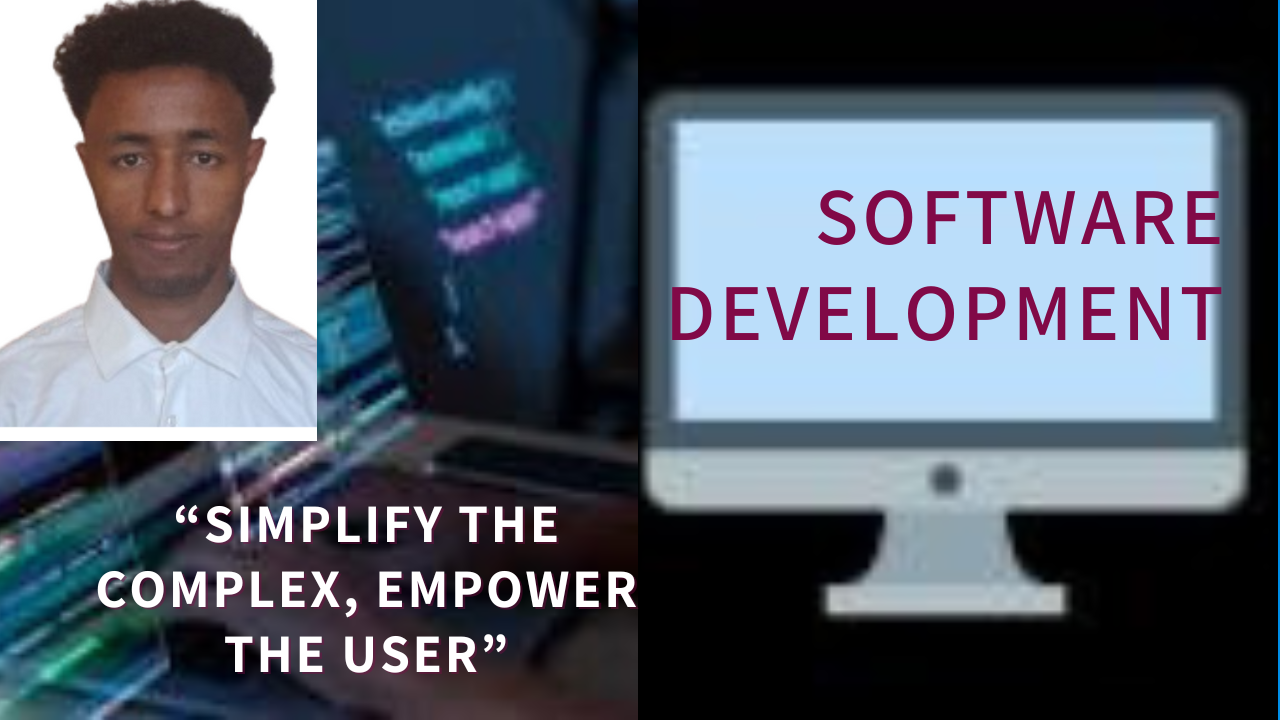 SOFTWARE
DEVELOPMENT
“SIMPLIFY THE
COMPLEX, EMPOWER
THE USER”